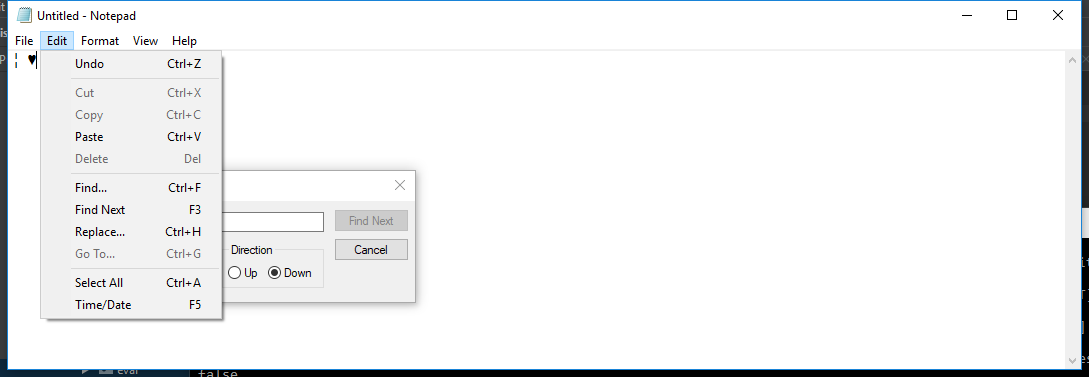 Untitled - Notepad
File Edit Format View Help
¦ ♥
Undo Ctrl+Z
Cut Ctrl+X
Copy Ctrl+C
Paste Ctrl+V
Delete Del
Find... Ctrl+F
Find Next F3
Replace... Ctrl+H
Go To... Ctrl+G
Select All Ctrl+A
Time/Date F5
Find Next
Cancel
Direction
Up Down
eval
false